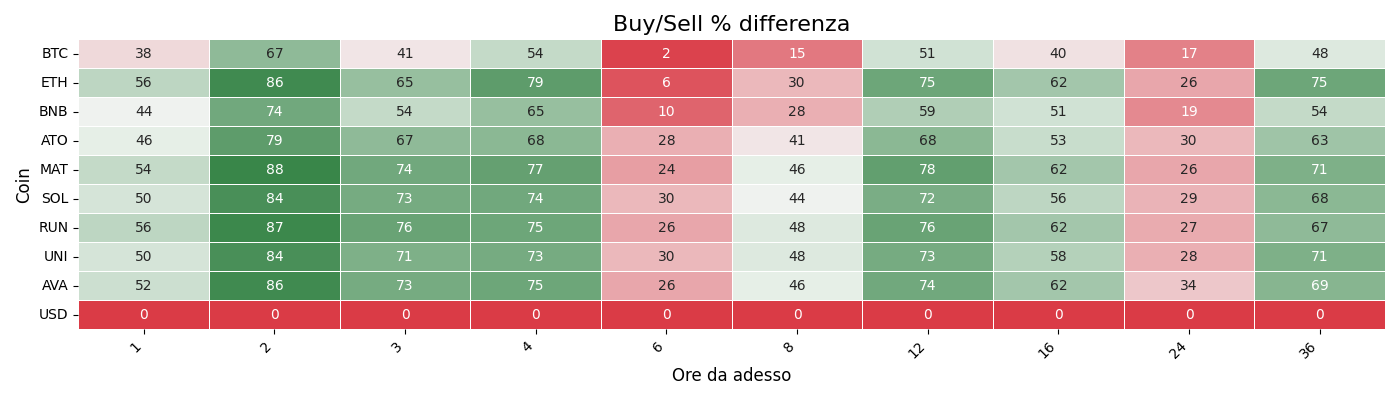 Buy/Sell % differenza
Coin
BTC 38 67 41 54 2 15 51 40 17 48
ETH 56 86 65 79 6 30 75 62 26 75
BNB 44 74 54 65 10 28 59 51 19 54
ATO 46 79 67 68 28 41 68 53 30 63
MAT 54 88 74 77 24 46 78 62 26 71
SOL 50 84 73 74 30 44 72 56 29 68
RUN 56 87 76 75 26 48 76 62 27 67
UNI 50 84 71 73 30 48 73 58 28 71
AVA 52 86 73 75 26 46 74 62 34 69
USD 0 0 0 0 0 0 0 0 0 0
1 2 3 4 6 8 12 16 24 36
Ore da adesso